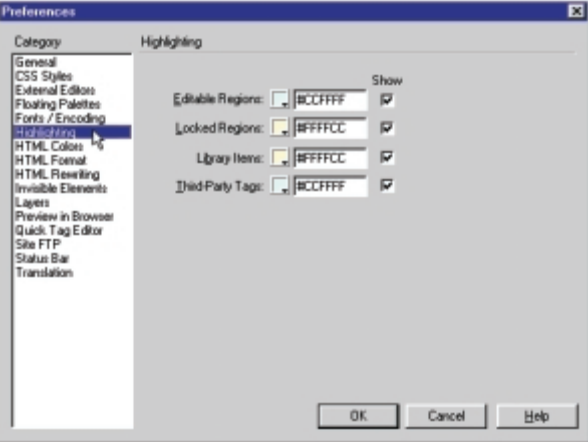 Preferences
Category
Highlighting
General
CSS Styles
External Editors
Floating Palettes
Fonts / Encoding
Highlighting
HTML Colors
HTML Format
HTML Rewriting
Invisible Elements
Layers
Preview in Browser
Quick Tag Editor
Site FTP
Status Bar
Translation
Show
Editable Regions: #CCFFFF
Locked Regions: #FFFFCC
Library Items: #FFFFCC
Third-Party Tags: #CCFFFF
OK Cancel Help